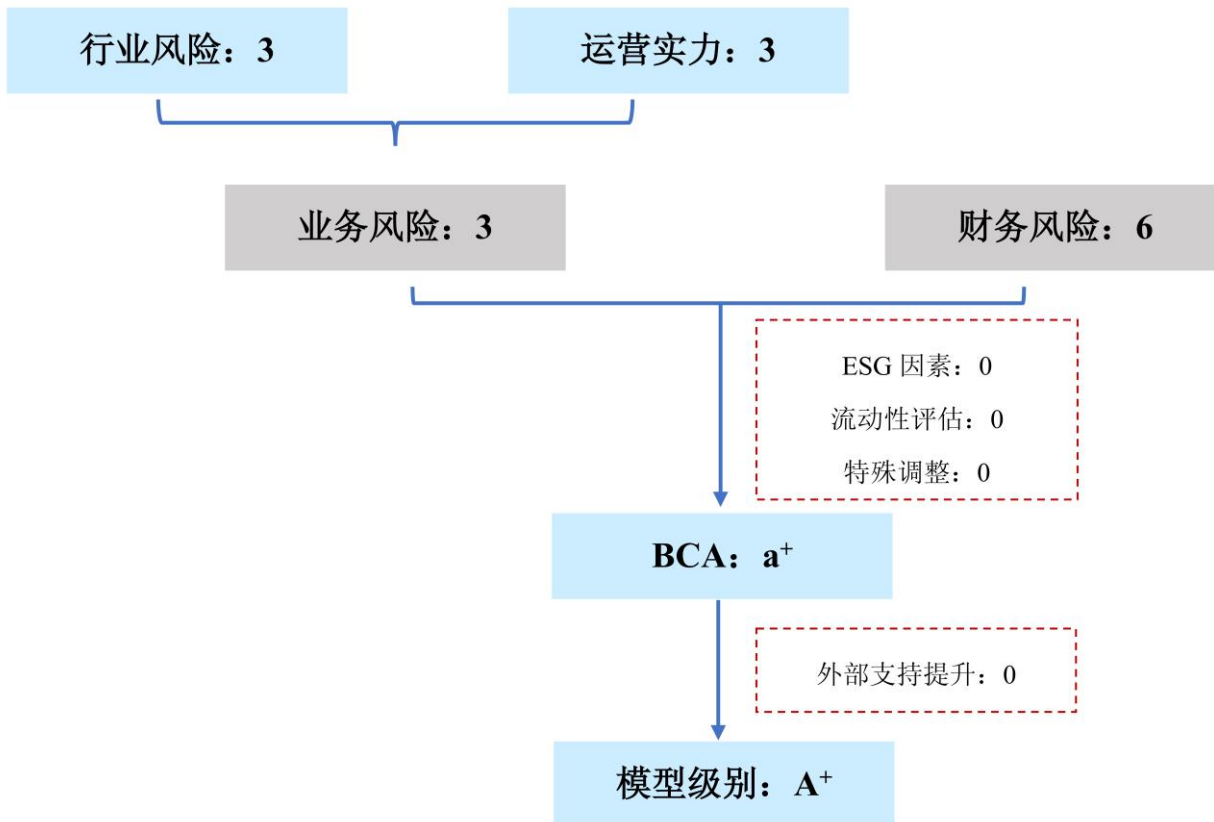 行业风险：3
运营实力：3
业务风险：3
财务风险：6
ESG 因素：0
流动性评估：0
特殊调整：0
BCA：a⁺
外部支持提升：0
模型级别：A⁺